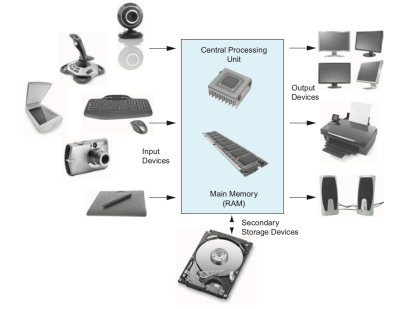 Central Processing
Unit
Output
Devices
Input
Devices
Main Memory
(RAM)
Secondary
Storage Devices